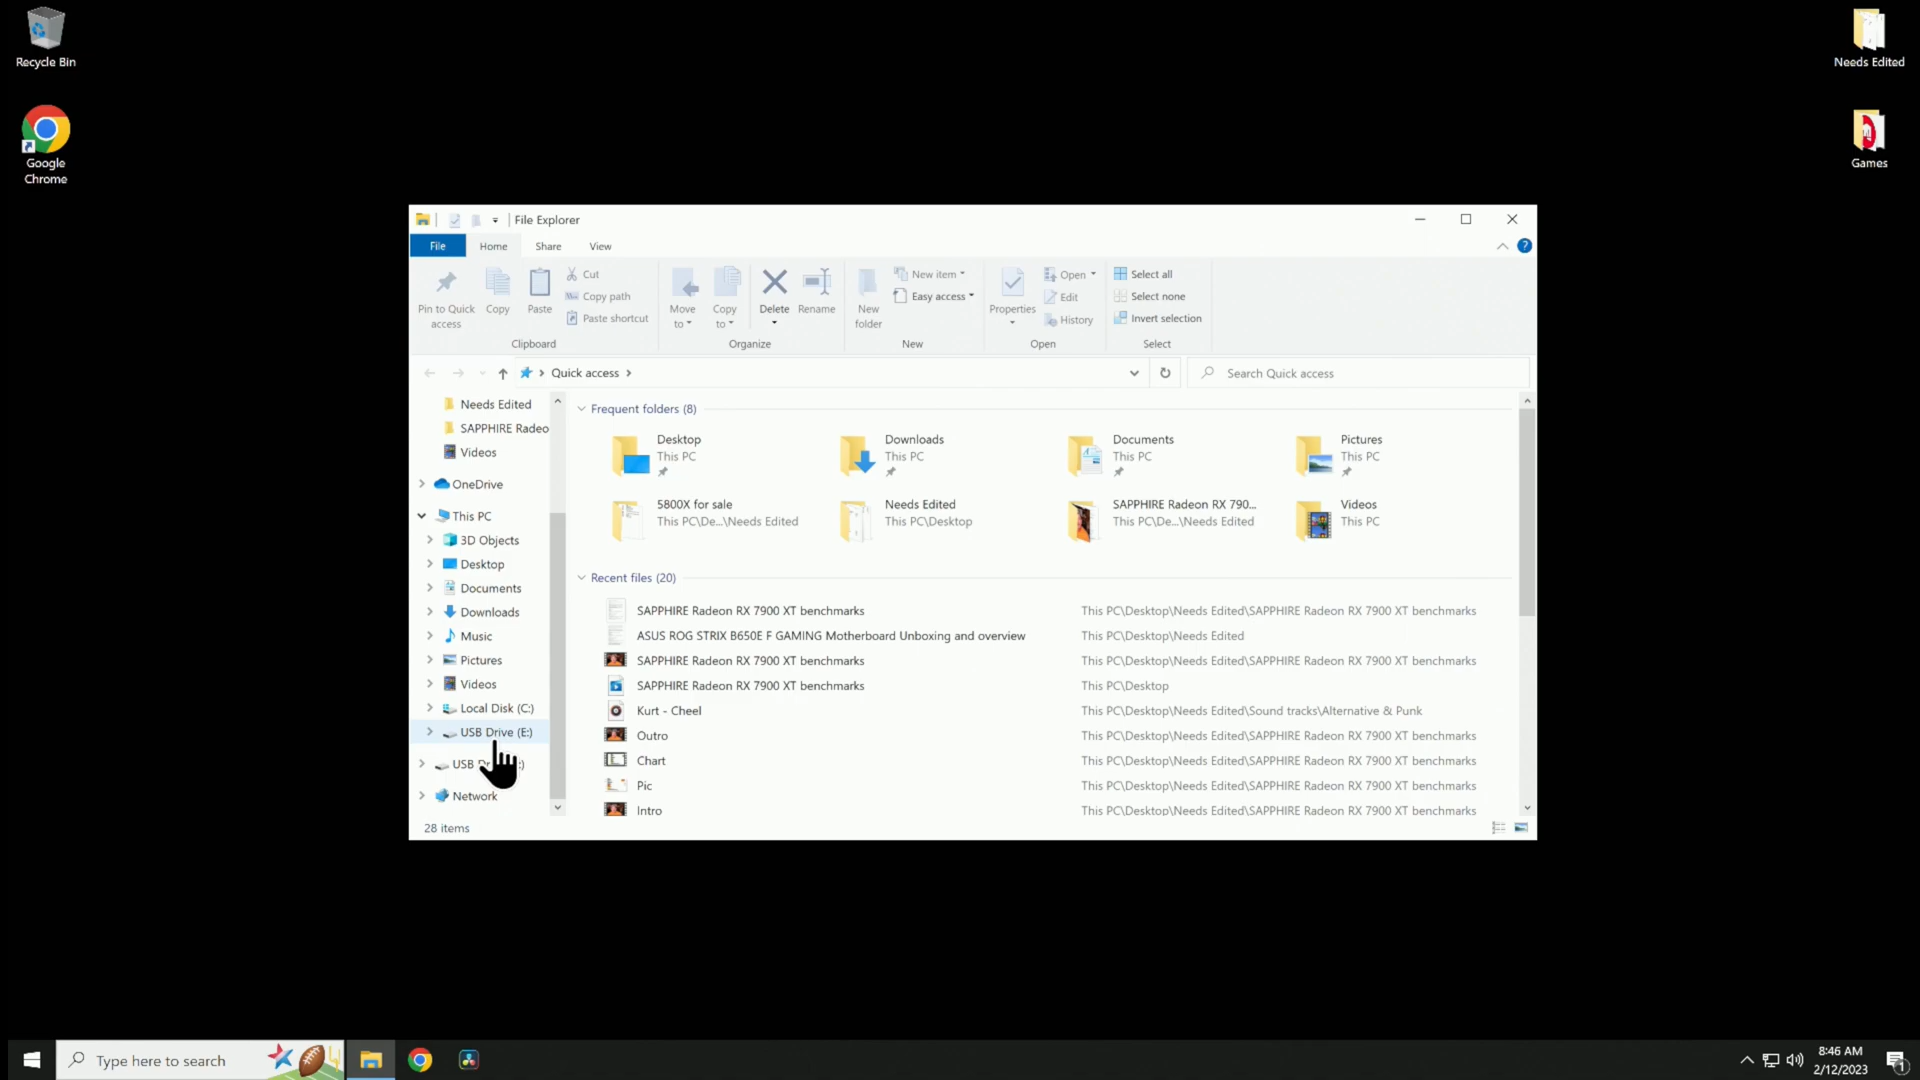 Recycle Bin
Google
Chrome
Needs Edited
Games
File Explorer
File
Home
Share
View
Pin to Quick
access
Copy
Paste
Cut
Copy path
Paste shortcut
Clipboard
Move
to
Copy
to
Delete
Rename
Organize
New
folder
New item
Easy access
New
Properties
Open
Edit
History
Open
Select all
Select none
Invert selection
Select
Quick access
Search Quick access
Needs Edited
SAPPHIRE Radeo
Videos
OneDrive
This PC
3D Objects
Desktop
Documents
Downloads
Music
Pictures
Videos
Local Disk (C:)
USB Drive (E:)
USB
Network
Frequent folders (8)
Desktop
This PC
Downloads
This PC
Documents
This PC
Pictures
This PC
5800X for sale
This PC\De...\Needs Edited
Needs Edited
This PC\Desktop
SAPPHIRE Radeon RX 790...
This PC\De...\Needs Edited
Videos
This PC
Recent files (20)
SAPPHIRE Radeon RX 7900 XT benchmarks This PC\Desktop\Needs Edited\SAPPHIRE Radeon RX 7900 XT benchmarks
ASUS ROG STRIX B650E F GAMING Motherboard Unboxing and overview This PC\Desktop\Needs Edited
SAPPHIRE Radeon RX 7900 XT benchmarks This PC\Desktop\Needs Edited\SAPPHIRE Radeon RX 7900 XT benchmarks
SAPPHIRE Radeon RX 7900 XT benchmarks This PC\Desktop
Kurt - Cheel This PC\Desktop\Needs Edited\Sound tracks\Alternative & Punk
Outro This PC\Desktop\Needs Edited\SAPPHIRE Radeon RX 7900 XT benchmarks
Chart This PC\Desktop\Needs Edited\SAPPHIRE Radeon RX 7900 XT benchmarks
Pic This PC\Desktop\Needs Edited\SAPPHIRE Radeon RX 7900 XT benchmarks
Intro This PC\Desktop\Needs Edited\SAPPHIRE Radeon RX 7900 XT benchmarks
28 items
Type here to search
8:46 AM
2/12/2023
1